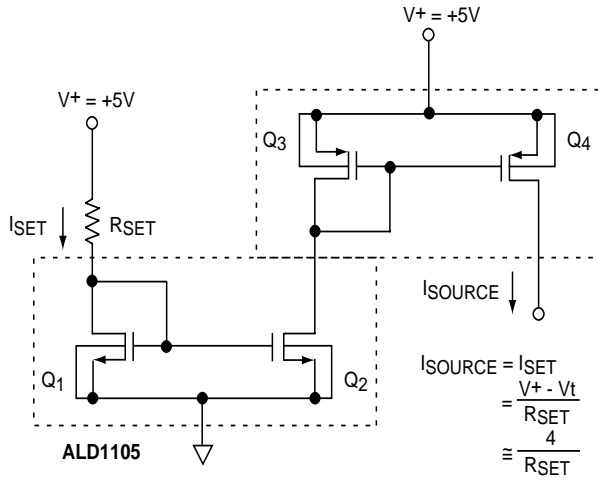 V+ = +5V
V+ = +5V
Q3
Q4
ISET
RSET
ISOURCE
Q1
Q2
ISOURCE = ISET
= V+ - Vt
RSET
≅ 4
RSET
ALD1105